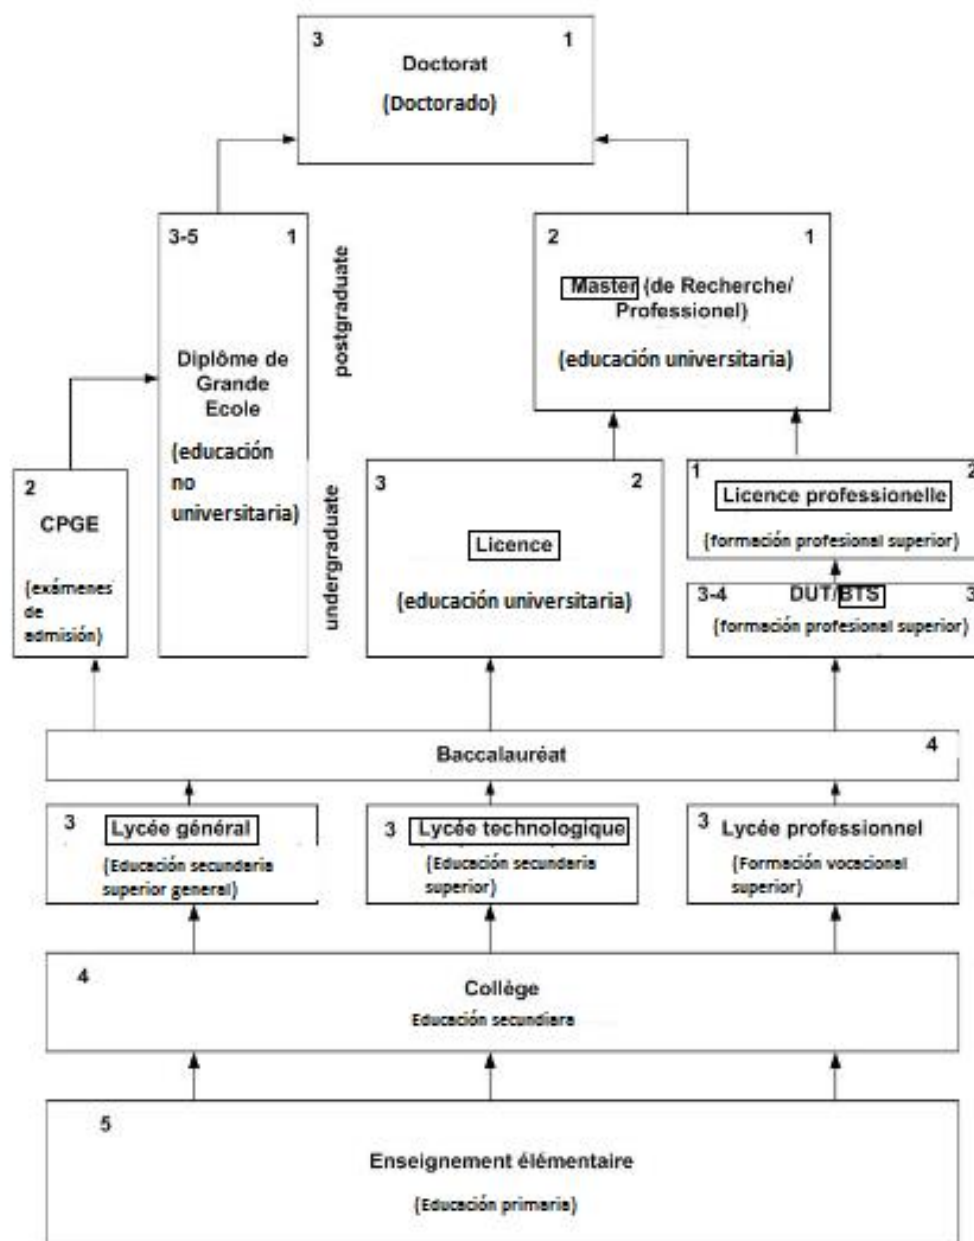 3 1
Doctorat
(Doctorado)
3-5 1
Diplôme de
Grande
Ecole
(educación
no
universitaria)
postgraduate
undergraduate
2 1
Master (de Recherche/
Professionel)
(educación universitaria)
2
CPGE
(exámenes
de
admisión)
3 2
Licence
(educación universitaria)
1 2
Licence professionelle
(formación profesional superior)
3-4 DUT/BTS 3
(formación profesional superior)
Baccalauréat 4
3 Lycée général
(Educación secundaria
superior general)
3 Lycée technologique
(Educación secundaria
superior)
3 Lycée professionnel
(Formación vocacional
superior)
4
Collège
Educación secundiara
5
Enseignement élémentaire
(Educación primaria)